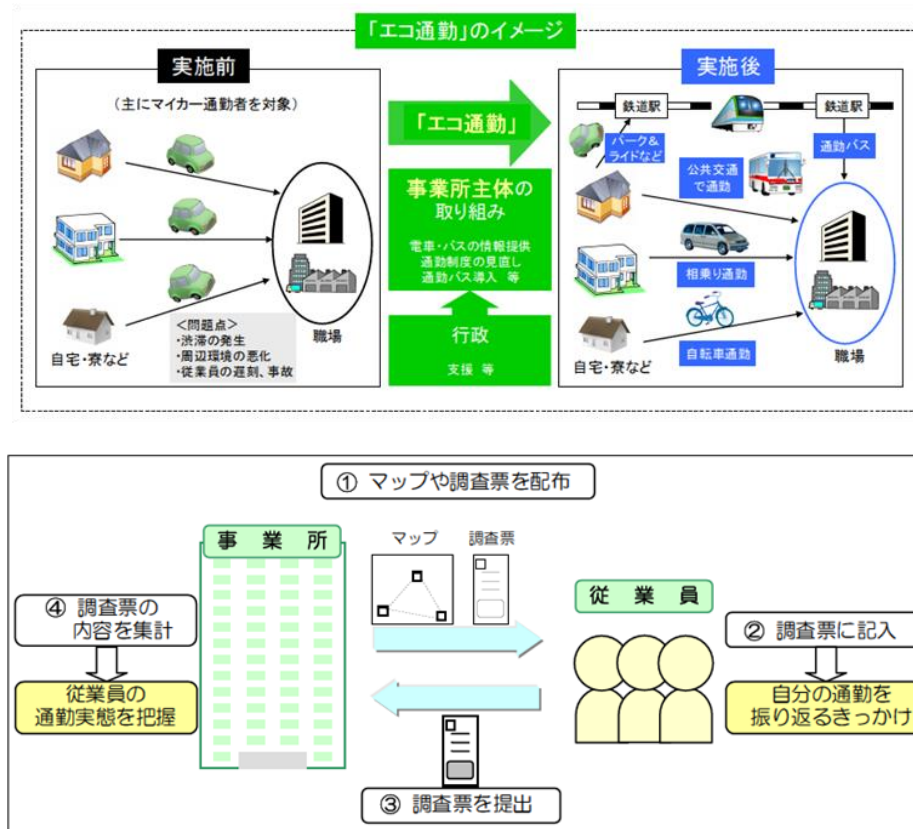 「エコ通勤」のイメージ
実施前
(主にマイカー通勤者を対象)
<問題点>
・渋滞の発生
・周辺環境の悪化
・従業員の遅刻、事故
自宅・寮など
職場
「エコ通勤」
事業所主体の
取り組み
電車・バスの情報提供
通勤制度の見直し
通勤バス導入 等
行政
支援 等
実施後
鉄道駅
鉄道駅
パーク&
ライドなど
公共交通
で通勤
通勤バス
相乗り通勤
自転車通勤
自宅・寮など
職場
① マップや調査票を配布
事業所
マップ
調査票
従業員
② 調査票に記入
自分の通勤を
振り返るきっかけ
③ 調査票を提出
④ 調査票の
内容を集計
従業員の
通勤実態を把握